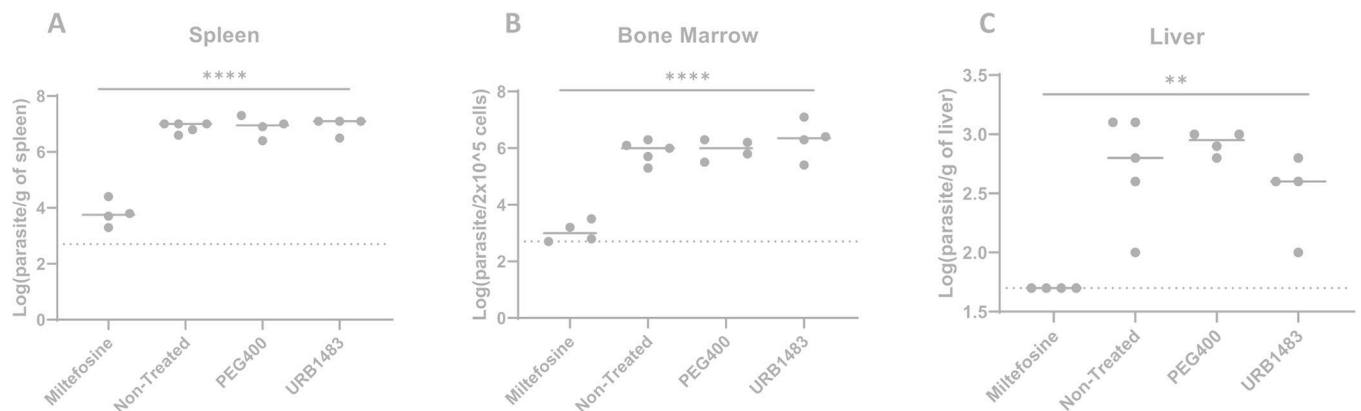 A
Spleen
****
Log(parasite/g of spleen)
8
6
4
2
0
Miltefosine
Non-Treated
PEG400
URB1483
B
Bone Marrow
****
Log(parasite/2x10^5 cells)
8
6
4
2
0
Miltefosine
Non-Treated
PEG400
URB1483
C
Liver
**
Log(parasite/g of liver)
3.5
3.0
2.5
2.0
1.5
Miltefosine
Non-Treated
PEG400
URB1483